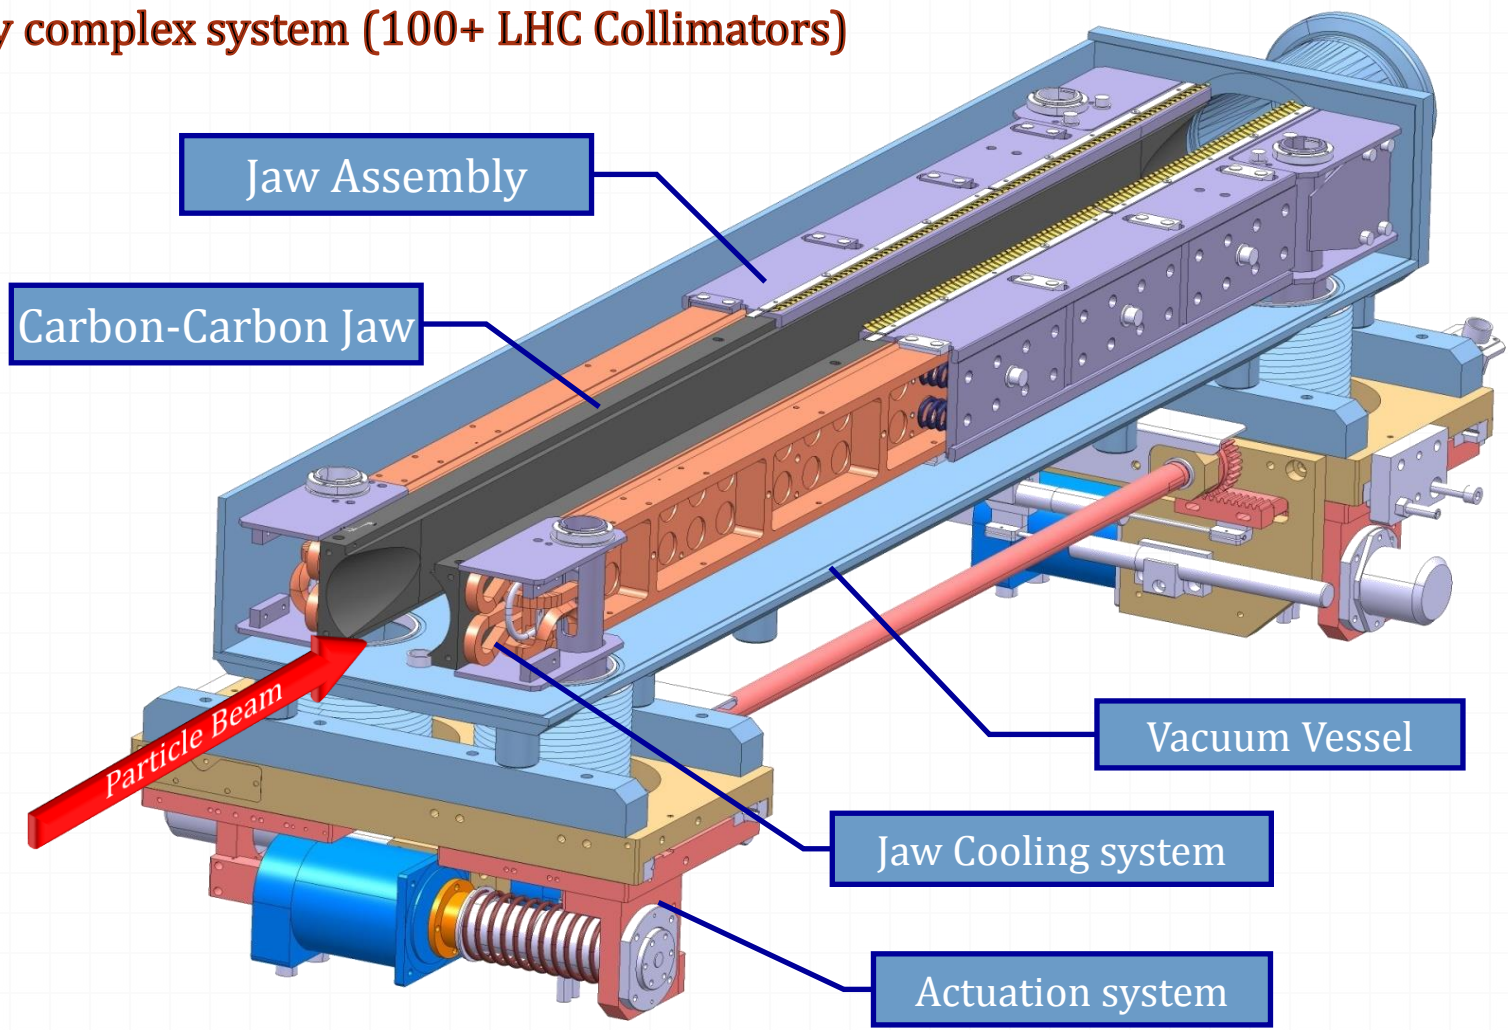 complex system (100+ LHC Collimators)
Jaw Assembly
Carbon-Carbon Jaw
Particle Beam
Vacuum Vessel
Jaw Cooling system
Actuation system